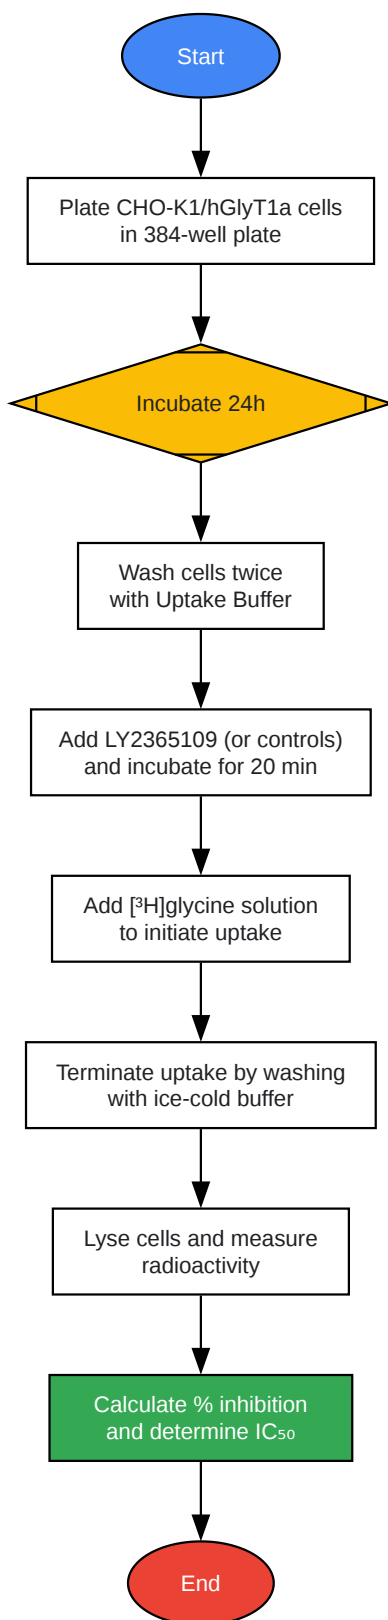 Start
Plate CHO-K1/hGlyT1a cells
in 384-well plate
Incubate 24h
Wash cells twice
with Uptake Buffer
Add LY2365109 (or controls)
and incubate for 20 min
Add [³H]glycine solution
to initiate uptake
Terminate uptake by washing
with ice-cold buffer
Lyse cells and measure
radioactivity
Calculate % inhibition
and determine IC₅₀
End